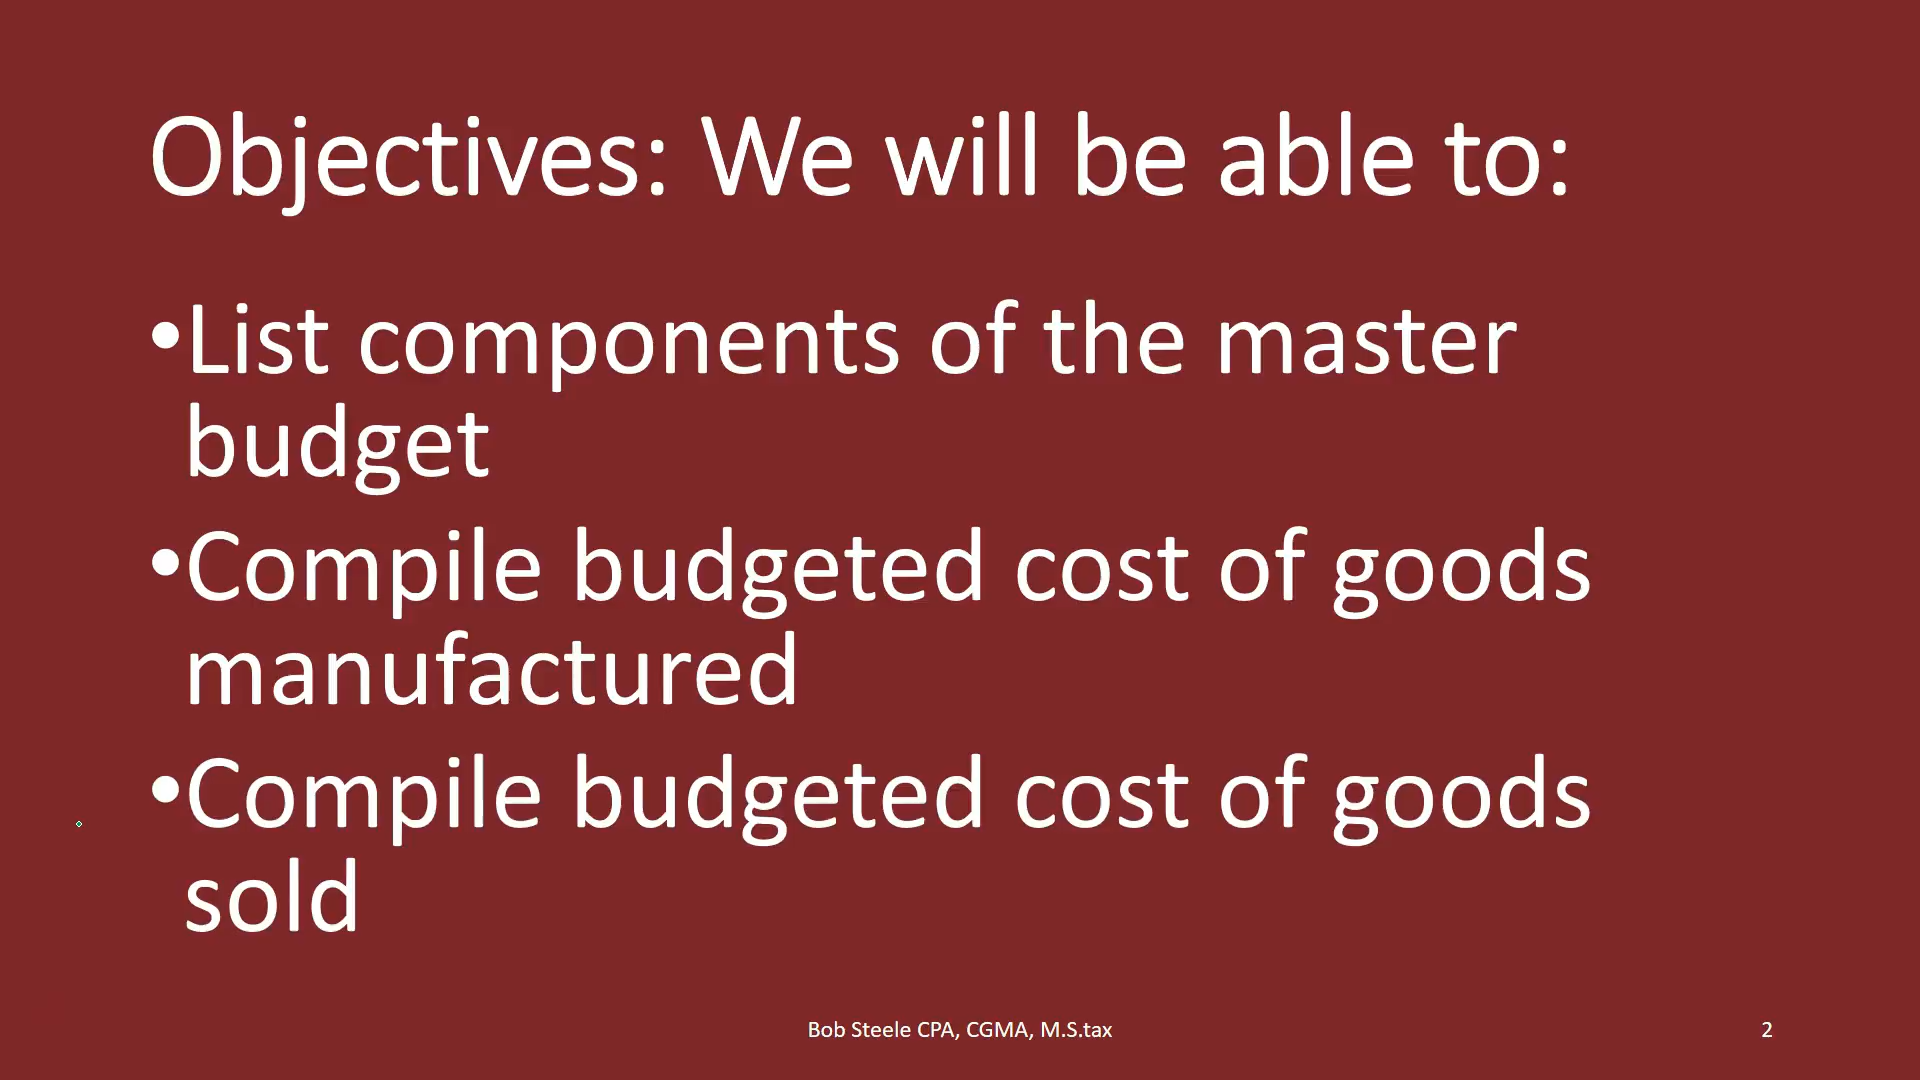 Objectives: We will be able to:
•List components of the master
budget
•Compile budgeted cost of goods
manufactured
•Compile budgeted cost of goods
sold
Bob Steele CPA, CGMA, M.S.tax
2